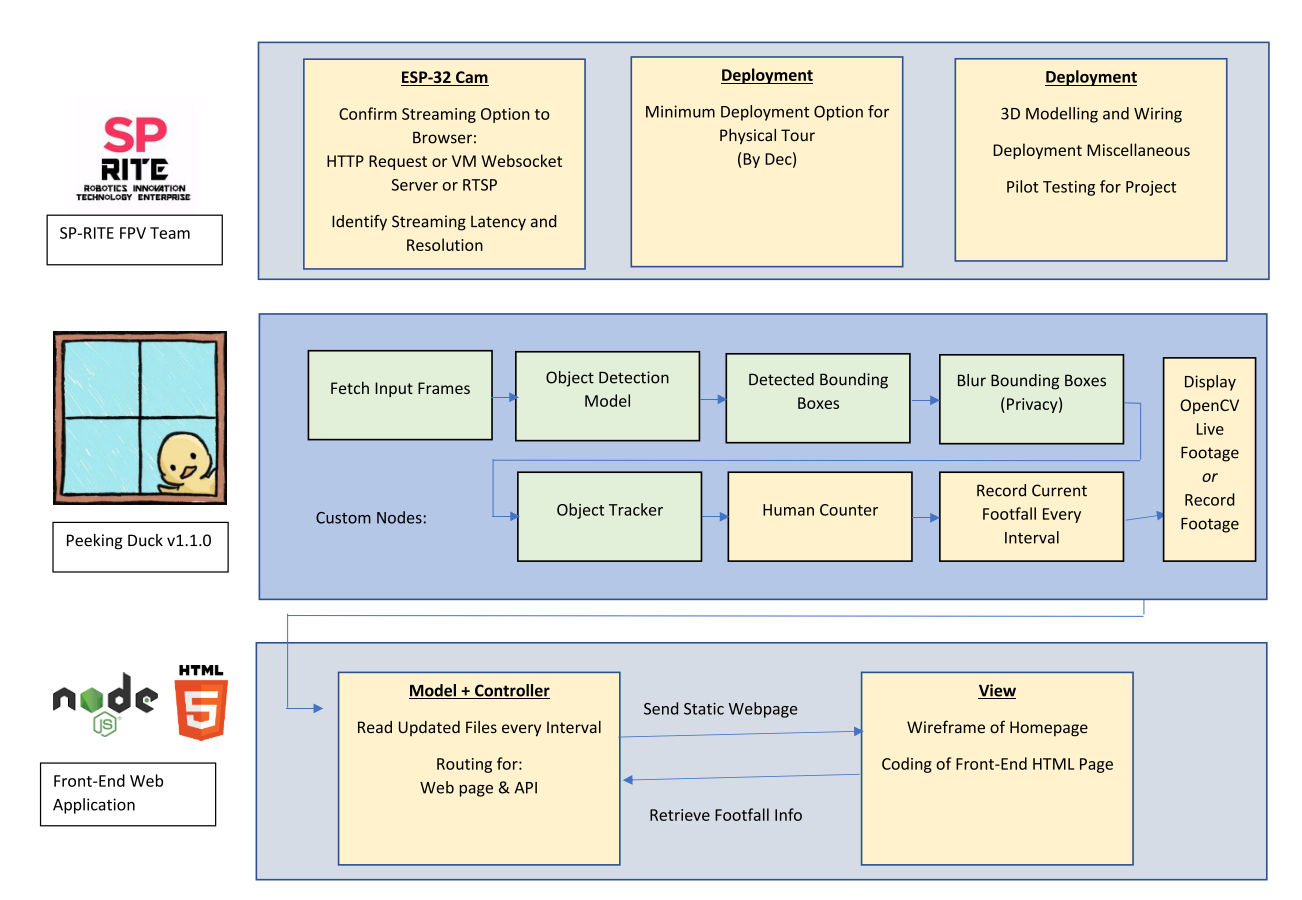 SP
RITE
ROBOTICS INNOVATION
TECHNOLOGY ENTERPRISE
SP-RITE FPV Team
ESP-32 Cam
Confirm Streaming Option to
Browser:
HTTP Request or VM Websocket
Server or RTSP
Identify Streaming Latency and
Resolution
Deployment
Minimum Deployment Option for
Physical Tour
(By Dec)
Deployment
3D Modelling and Wiring
Deployment Miscellaneous
Pilot Testing for Project
Peeking Duck v1.1.0
Fetch Input Frames
Object Detection
Model
Detected Bounding
Boxes
Blur Bounding Boxes
(Privacy)
Custom Nodes:
Object Tracker
Human Counter
Record Current
Footfall Every
Interval
Display
OpenCV
Live
Footage
or
Record
Footage
node
JS
HTML
5
Front-End Web
Application
Model + Controller
Read Updated Files every Interval
Routing for:
Web page & API
Send Static Webpage
Retrieve Footfall Info
View
Wireframe of Homepage
Coding of Front-End HTML Page